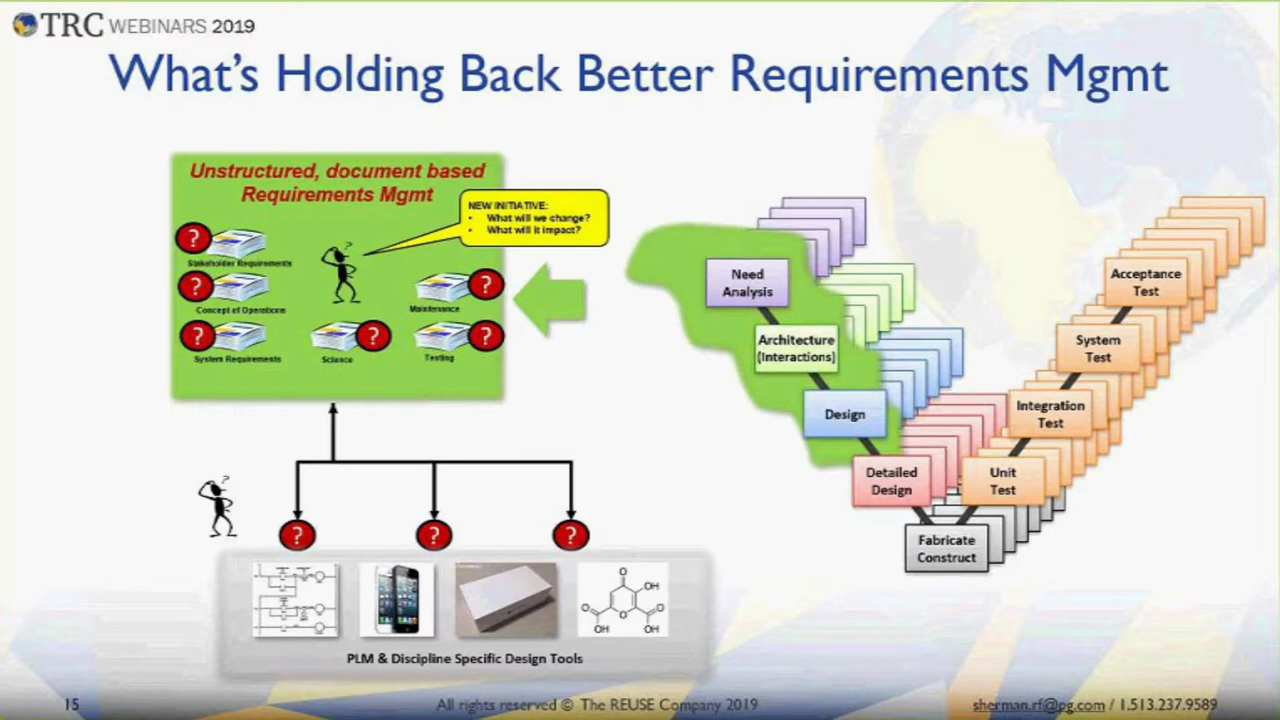 TRC WEBINARS 2019
What's Holding Back Better Requirements Mgmt
Unstructured, document based
Requirements Mgmt
NEW INITIATIVE:
• What will we change?
• What will it impact?
?
Stakeholder Requirements
?
Concept of Operations
?
System Requirements
?
?
Science
?
Maintenance
?
Testing
?
Need
Analysis
Architecture
(Interactions)
Design
Detailed
Design
Fabricate
Construct
Unit
Test
Integration
Test
System
Test
Acceptance
Test
?
? ? ?
O
OH
O
O
O
OH
OH
PLM & Discipline Specific Design Tools
15
All rights reserved © The REUSE Company 2019
sherman.rf@pg.com / 1.513.237.9589